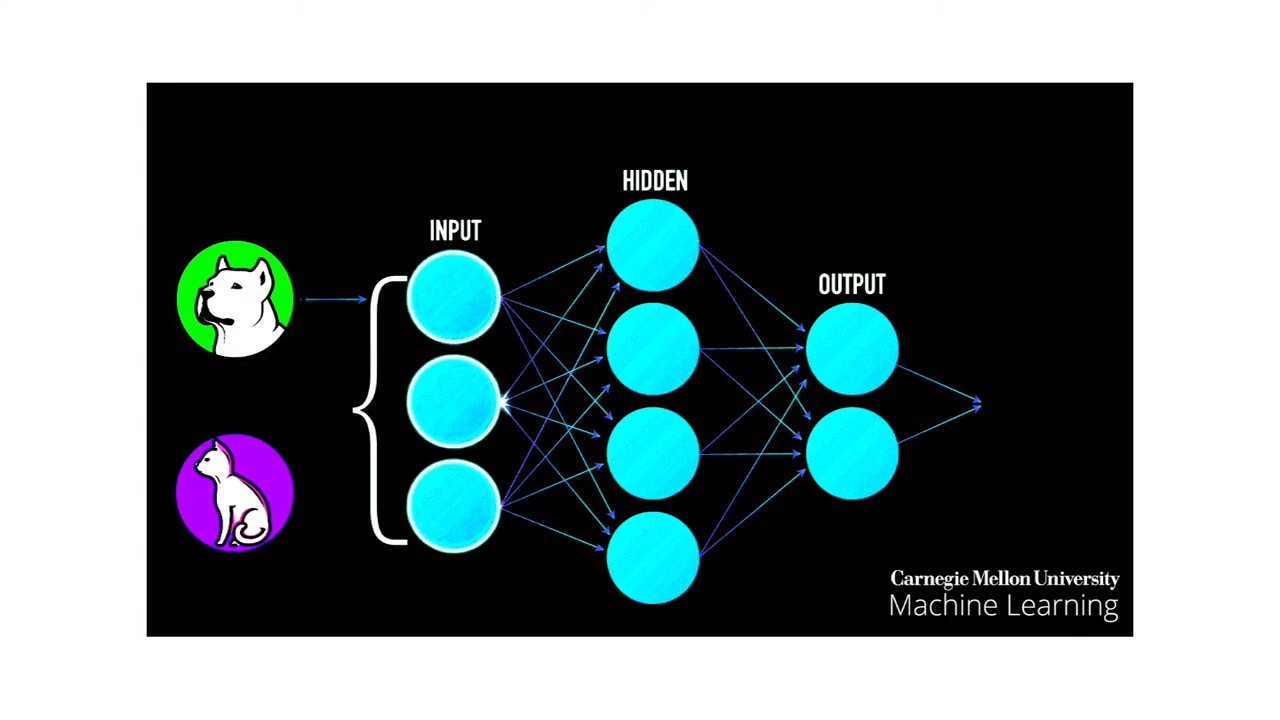 HIDDEN
INPUT
OUTPUT
Carnegie Mellon University
Machine Learning